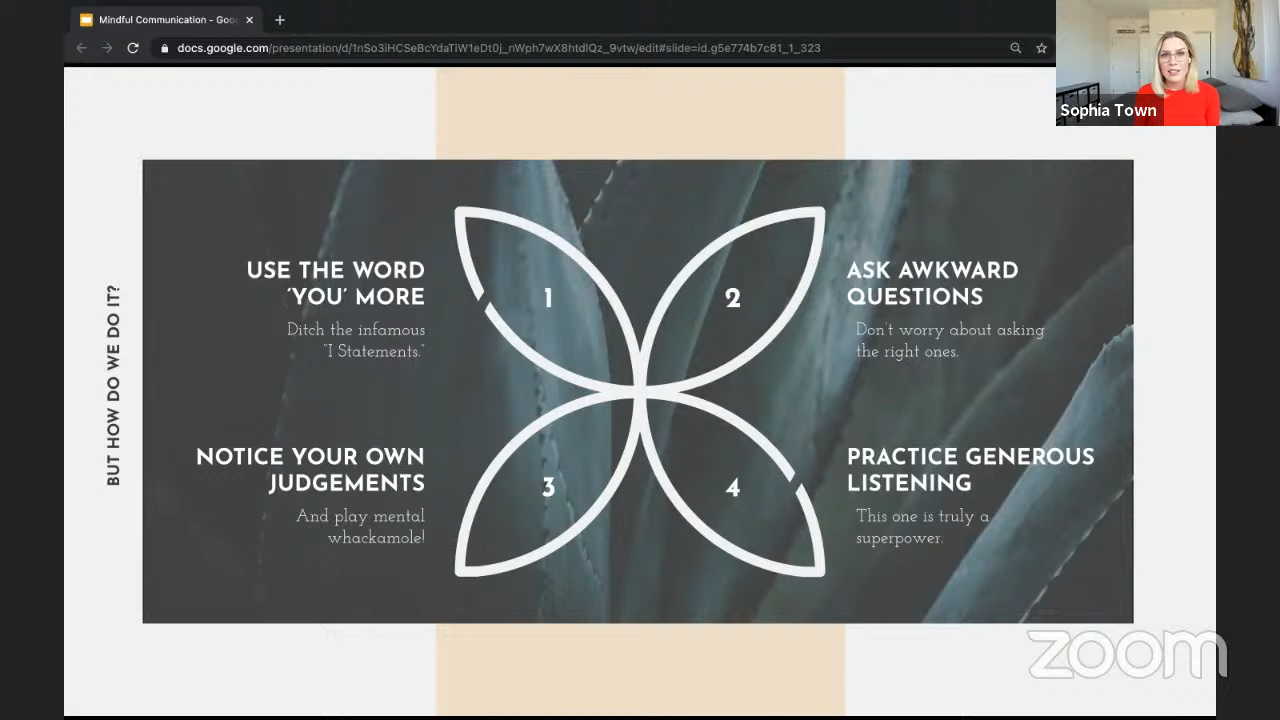 Mindful Communication - Goo
docs.google.com/presentation/d/1nSo3iHCSeBcYdaTiW1eDt0j_nWph7wX8htdlQz_9vtw/edit#slide=id.g5e774b7c81_1_323
Sophia Town
BUT HOW DO WE DO IT?
USE THE WORD
‘YOU’ MORE
Ditch the infamous
“I Statements.”
1
2
ASK AWKWARD
QUESTIONS
Don’t worry about asking
the right ones.
NOTICE YOUR OWN
JUDGEMENTS
And play mental
whackamole!
3
4
PRACTICE GENEROUS
LISTENING
This one is truly a
superpower.
zoom